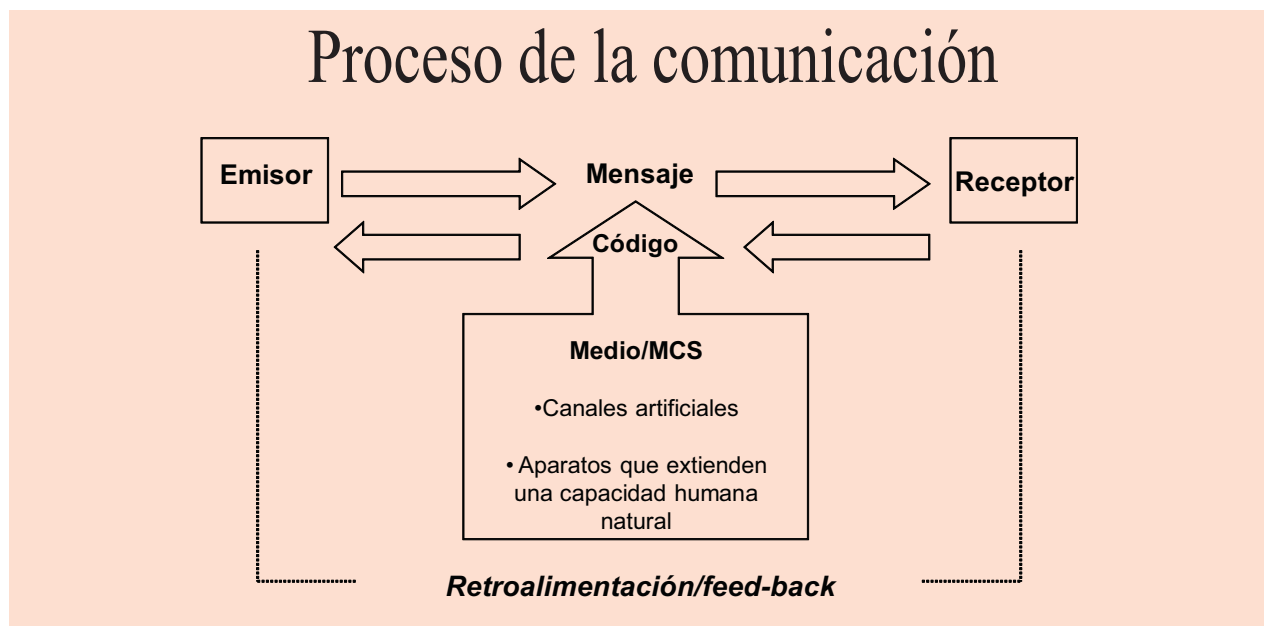 Proceso de la comunicación
Emisor
Mensaje
Receptor
Código
Medio/MCS
•Canales artificiales
• Aparatos que extienden
una capacidad humana
natural
Retroalimentación/feed-back